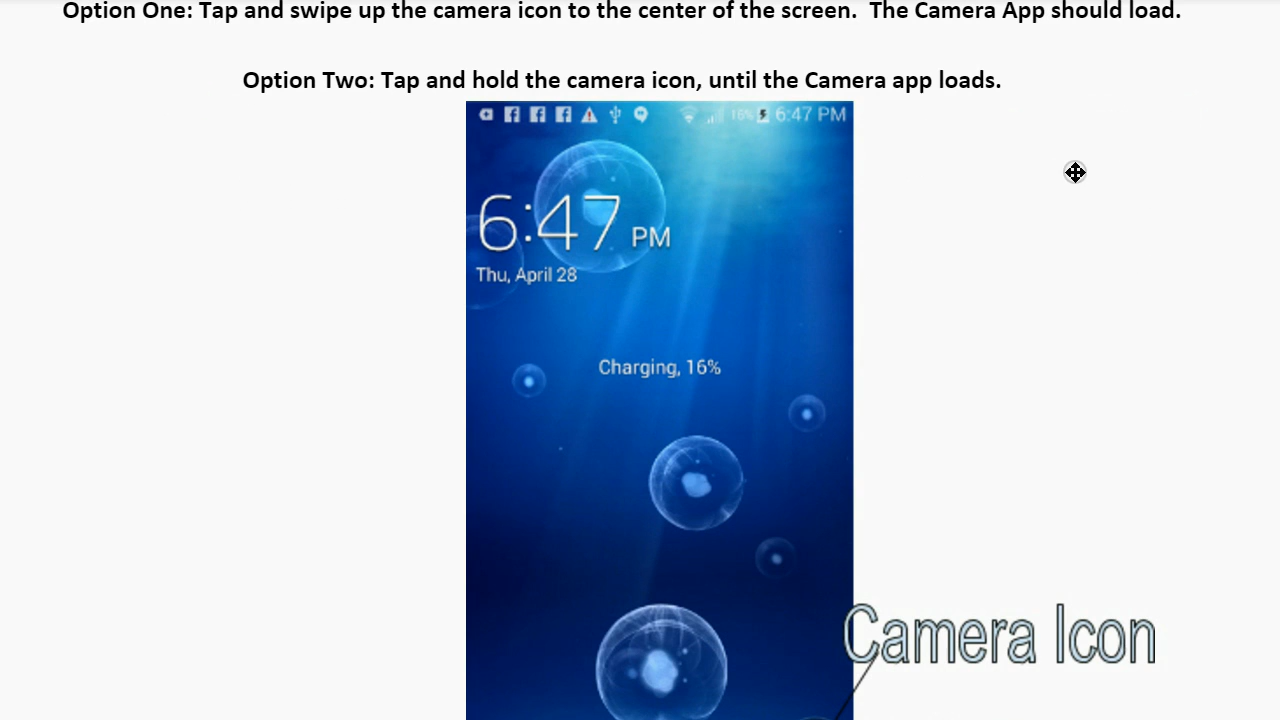 Option One: Tap and swipe up the camera icon to the center of the screen.  The Camera App should load.
Option Two: Tap and hold the camera icon, until the Camera app loads.
16% 6:47 PM
6:47 PM
Thu, April 28
Charging, 16%
Camera Icon